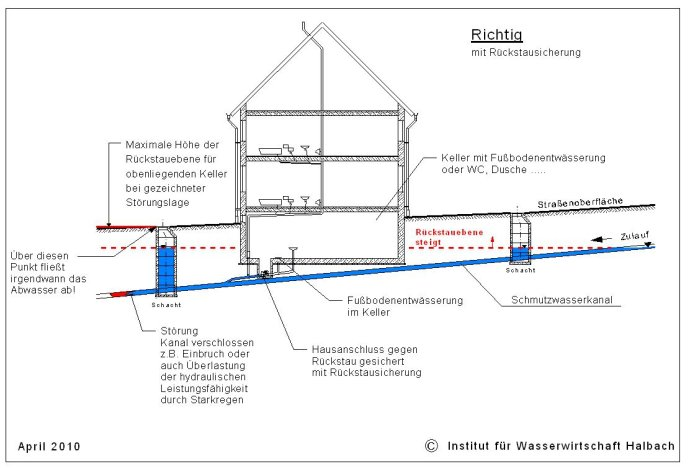 Richtig
mit Rückstausicherung
Maximale Höhe der
Rückstauebene für
obenliegenden Keller
bei gezeichneter
Störungslage
Keller mit Fußbodenentwässerung
oder WC, Dusche .....
Straßenoberfläche
Rückstauebene
steigt
Zulauf
Über diesen
Punkt fließt
irgendwann das
Abwasser ab!
Schacht
Schacht
Fußbodenentwässerung
im Keller
Schmutzwasserkanal
Störung
Kanal verschlossen
z.B. Einbruch oder
auch Überlastung
der hydraulischen
Leistungsfähigkeit
durch Starkregen
Hausanschluss gegen
Rückstau gesichert
mit Rückstausicherung
April 2010
© Institut für Wasserwirtschaft Halbach